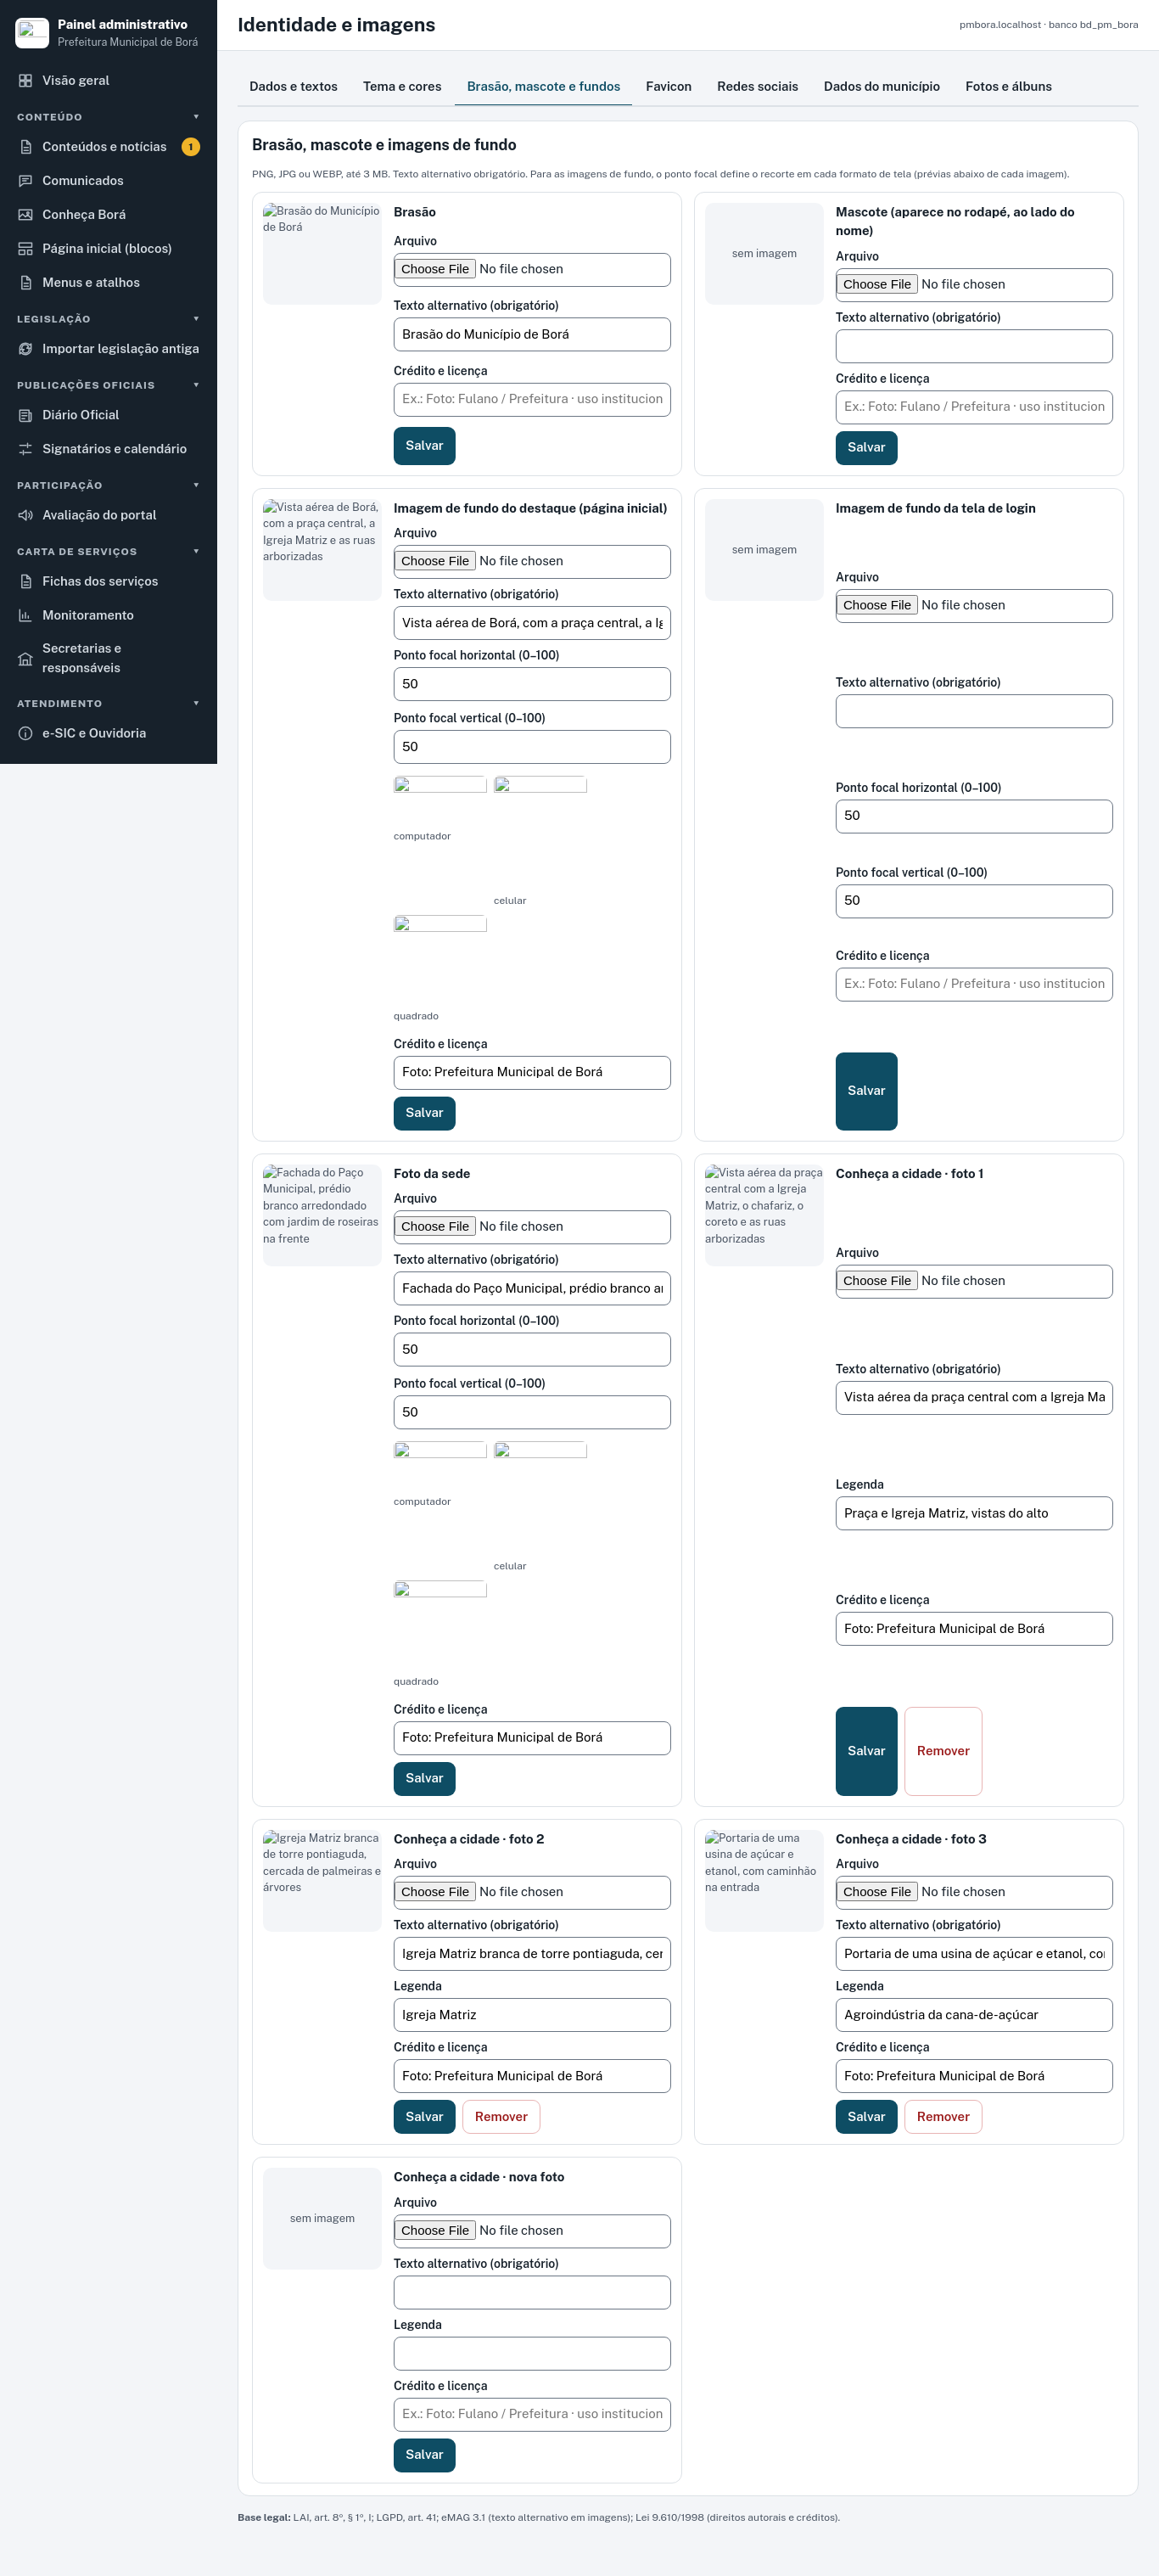 Painel administrativo
Prefeitura Municipal de Borá
Visão geral
CONTEÚDO
Conteúdos e notícias 1
Comunicados
Conheça Borá
Página inicial (blocos)
Menus e atalhos
LEGISLAÇÃO
Importar legislação antiga
PUBLICAÇÕES OFICIAIS
Diário Oficial
Signatários e calendário
PARTICIPAÇÃO
Avaliação do portal
CARTA DE SERVIÇOS
Fichas dos serviços
Monitoramento
Secretarias e
responsáveis
ATENDIMENTO
e-SIC e Ouvidoria
Identidade e imagens
pmbora.localhost · banco bd_pm_bora
Dados e textos Tema e cores Brasão, mascote e fundos Favicon Redes sociais Dados do município Fotos e álbuns
Brasão, mascote e imagens de fundo
PNG, JPG ou WEBP, até 3 MB. Texto alternativo obrigatório. Para as imagens de fundo, o ponto focal define o recorte em cada formato de tela (prévias abaixo de cada imagem).
Brasão do Município
de Borá
Brasão
Arquivo
Choose File No file chosen
Texto alternativo (obrigatório)
Brasão do Município de Borá
Crédito e licença
Ex.: Foto: Fulano / Prefeitura · uso institucion
Salvar
sem imagem
Mascote (aparece no rodapé, ao lado do
nome)
Arquivo
Choose File No file chosen
Texto alternativo (obrigatório)
Crédito e licença
Ex.: Foto: Fulano / Prefeitura · uso institucion
Salvar
Vista aérea de Borá,
com a praça central, a
Igreja Matriz e as ruas
arborizadas
Imagem de fundo do destaque (página inicial)
Arquivo
Choose File No file chosen
Texto alternativo (obrigatório)
Vista aérea de Borá, com a praça central, a Ig
Ponto focal horizontal (0–100)
50
Ponto focal vertical (0–100)
50
computador
celular
quadrado
Crédito e licença
Foto: Prefeitura Municipal de Borá
Salvar
sem imagem
Imagem de fundo da tela de login
Arquivo
Choose File No file chosen
Texto alternativo (obrigatório)
Ponto focal horizontal (0–100)
50
Ponto focal vertical (0–100)
50
Crédito e licença
Ex.: Foto: Fulano / Prefeitura · uso institucion
Salvar
Fachada do Paço
Municipal, prédio
branco arredondado
com jardim de roseiras
na frente
Foto da sede
Arquivo
Choose File No file chosen
Texto alternativo (obrigatório)
Fachada do Paço Municipal, prédio branco ar
Ponto focal horizontal (0–100)
50
Ponto focal vertical (0–100)
50
computador
celular
quadrado
Crédito e licença
Foto: Prefeitura Municipal de Borá
Salvar
Vista aérea da praça
central com a Igreja
Matriz, o chafariz, o
coreto e as ruas
arborizadas
Conheça a cidade · foto 1
Arquivo
Choose File No file chosen
Texto alternativo (obrigatório)
Vista aérea da praça central com a Igreja Ma
Legenda
Praça e Igreja Matriz, vistas do alto
Crédito e licença
Foto: Prefeitura Municipal de Borá
Salvar Remover
Igreja Matriz branca
de torre pontiaguda,
cercada de palmeiras e
árvores
Conheça a cidade · foto 2
Arquivo
Choose File No file chosen
Texto alternativo (obrigatório)
Igreja Matriz branca de torre pontiaguda, cer
Legenda
Igreja Matriz
Crédito e licença
Foto: Prefeitura Municipal de Borá
Salvar Remover
Portaria de uma
usina de açúcar e
etanol, com caminhão
na entrada
Conheça a cidade · foto 3
Arquivo
Choose File No file chosen
Texto alternativo (obrigatório)
Portaria de uma usina de açúcar e etanol, co
Legenda
Agroindústria da cana-de-açúcar
Crédito e licença
Foto: Prefeitura Municipal de Borá
Salvar Remover
sem imagem
Conheça a cidade · nova foto
Arquivo
Choose File No file chosen
Texto alternativo (obrigatório)
Legenda
Crédito e licença
Ex.: Foto: Fulano / Prefeitura · uso institucion
Salvar
Base legal: LAI, art. 8º, § 1º, I; LGPD, art. 41; eMAG 3.1 (texto alternativo em imagens); Lei 9.610/1998 (direitos autorais e créditos).